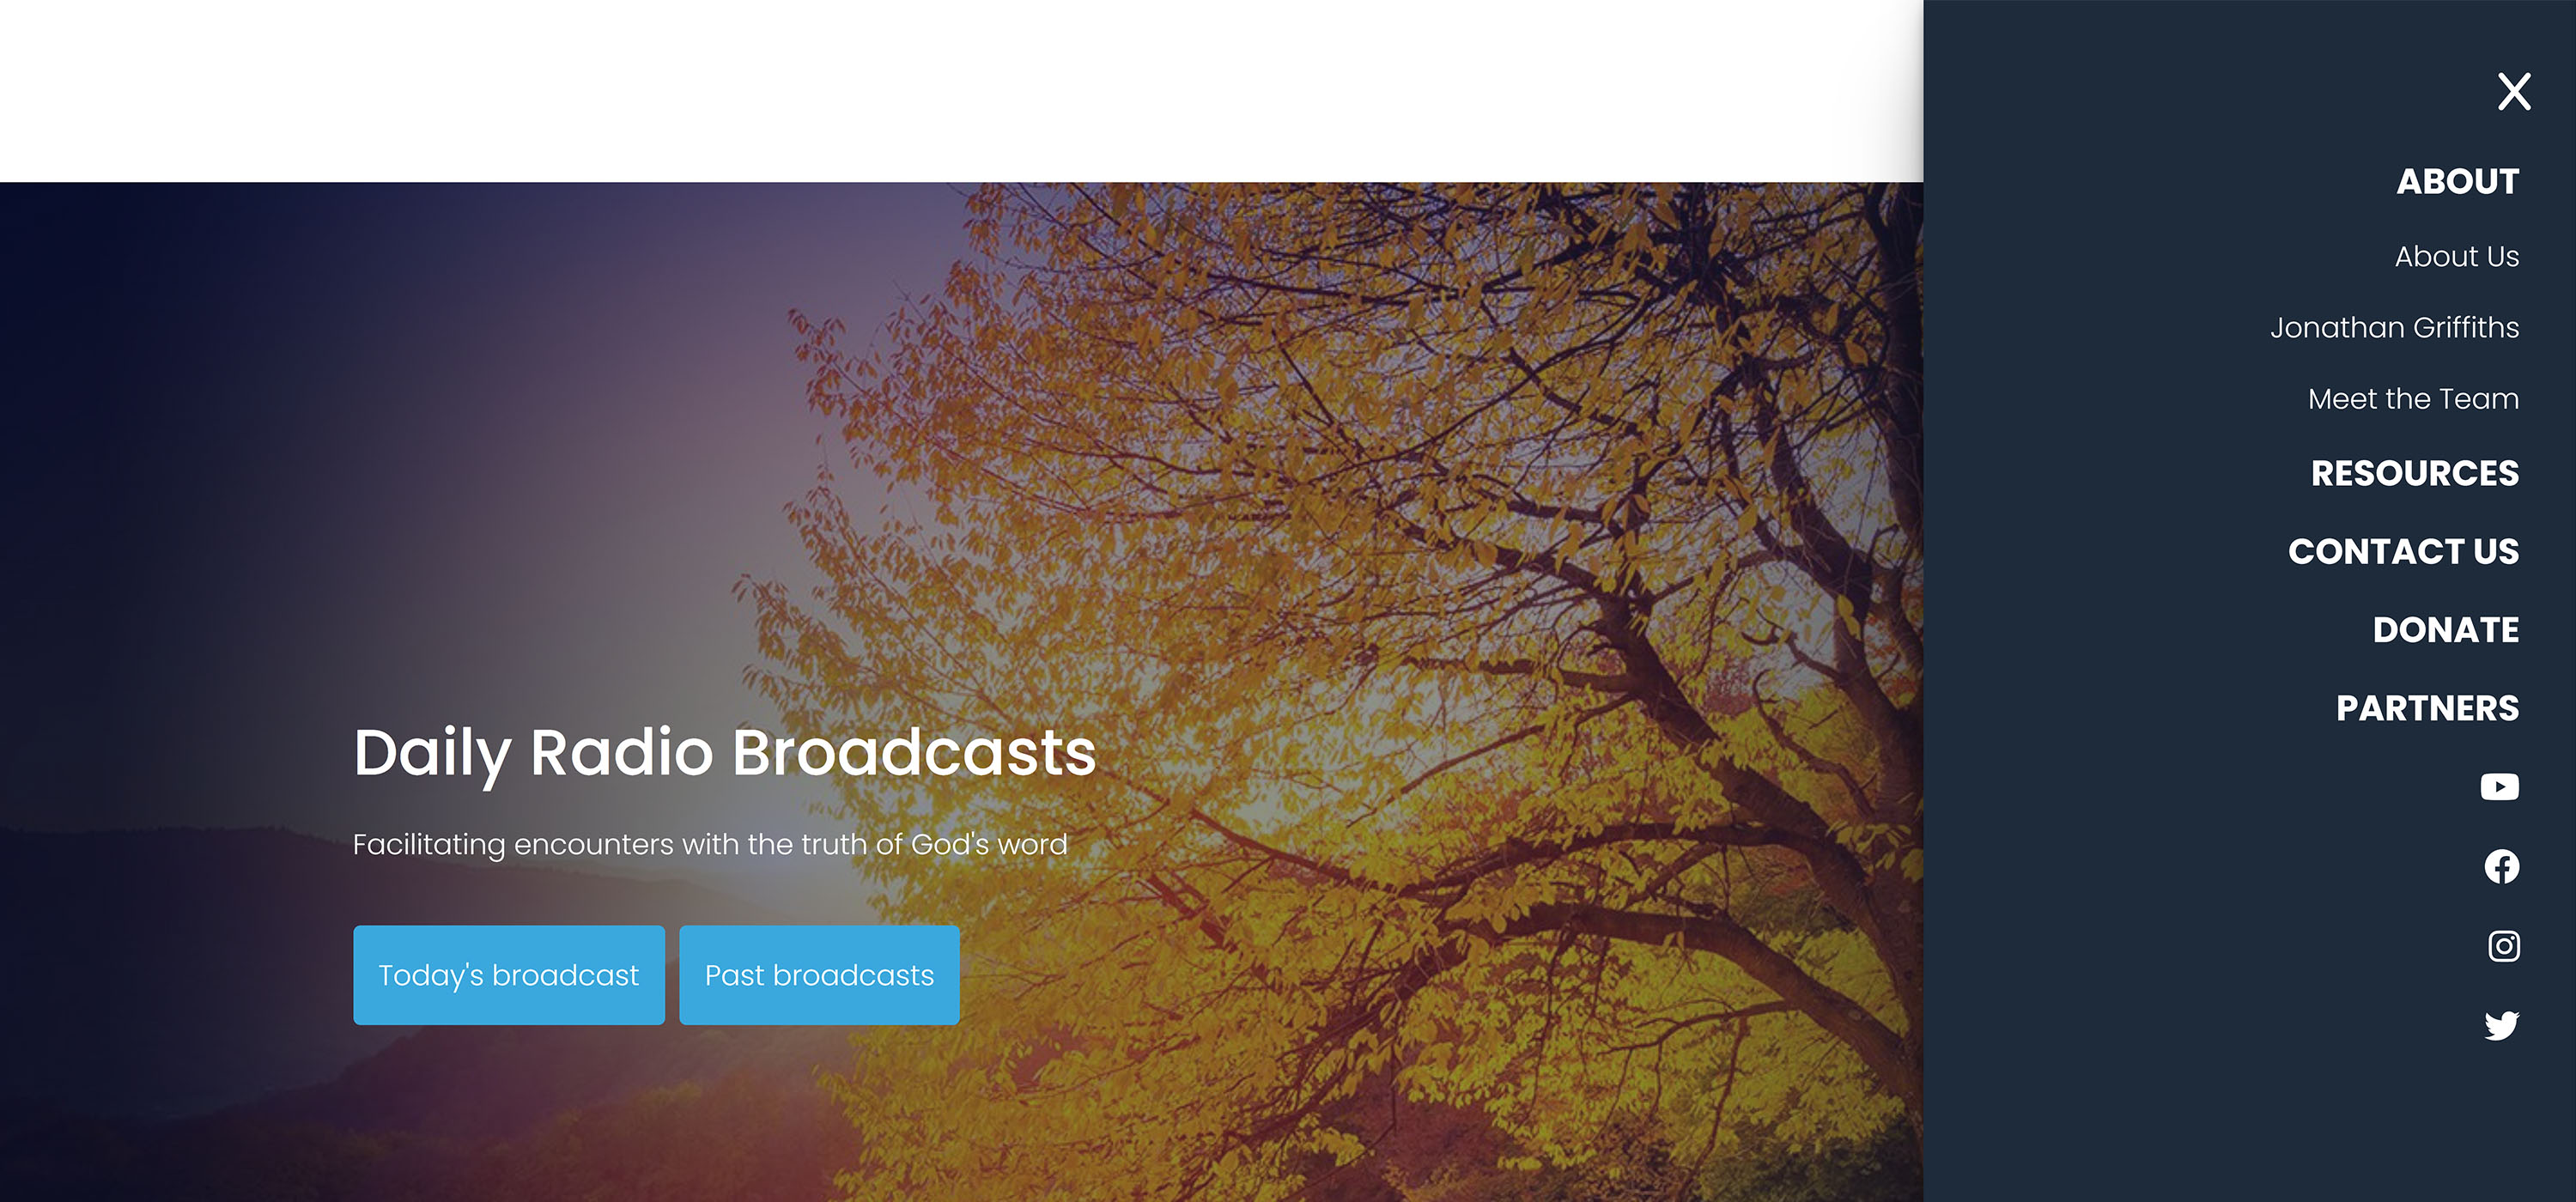 X
ABOUT
About Us
Jonathan Griffiths
Meet the Team
RESOURCES
CONTACT US
DONATE
PARTNERS
Daily Radio Broadcasts
Facilitating encounters with the truth of God's word
Today's broadcast
Past broadcasts